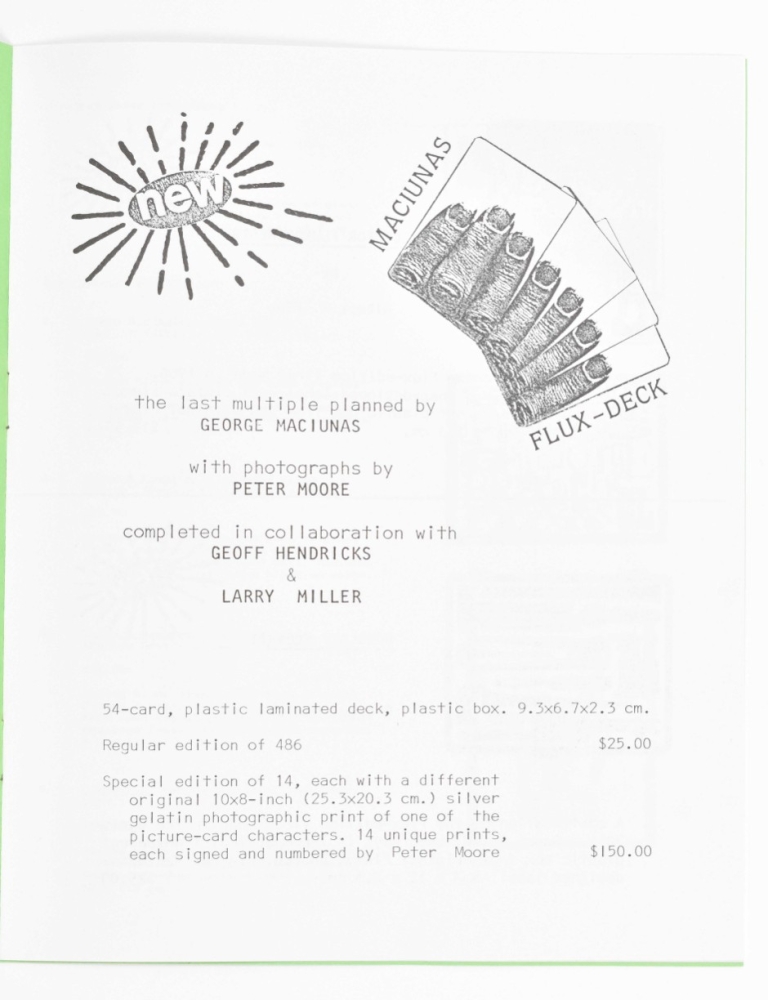 new
MACIUNAS
FLUX-DECK
the last multiple planned by
GEORGE MACIUNAS
with photographs by
PETER MOORE
completed in collaboration with
GEOFF HENDRICKS
&
LARRY MILLER
54-card, plastic laminated deck, plastic box. 9.3x6.7x2.3 cm.
Regular edition of 486 $25.00
Special edition of 14, each with a different
original 10x8-inch (25.3x20.3 cm.) silver
gelatin photographic print of one of the
picture-card characters. 14 unique prints,
each signed and numbered by Peter Moore $150.00